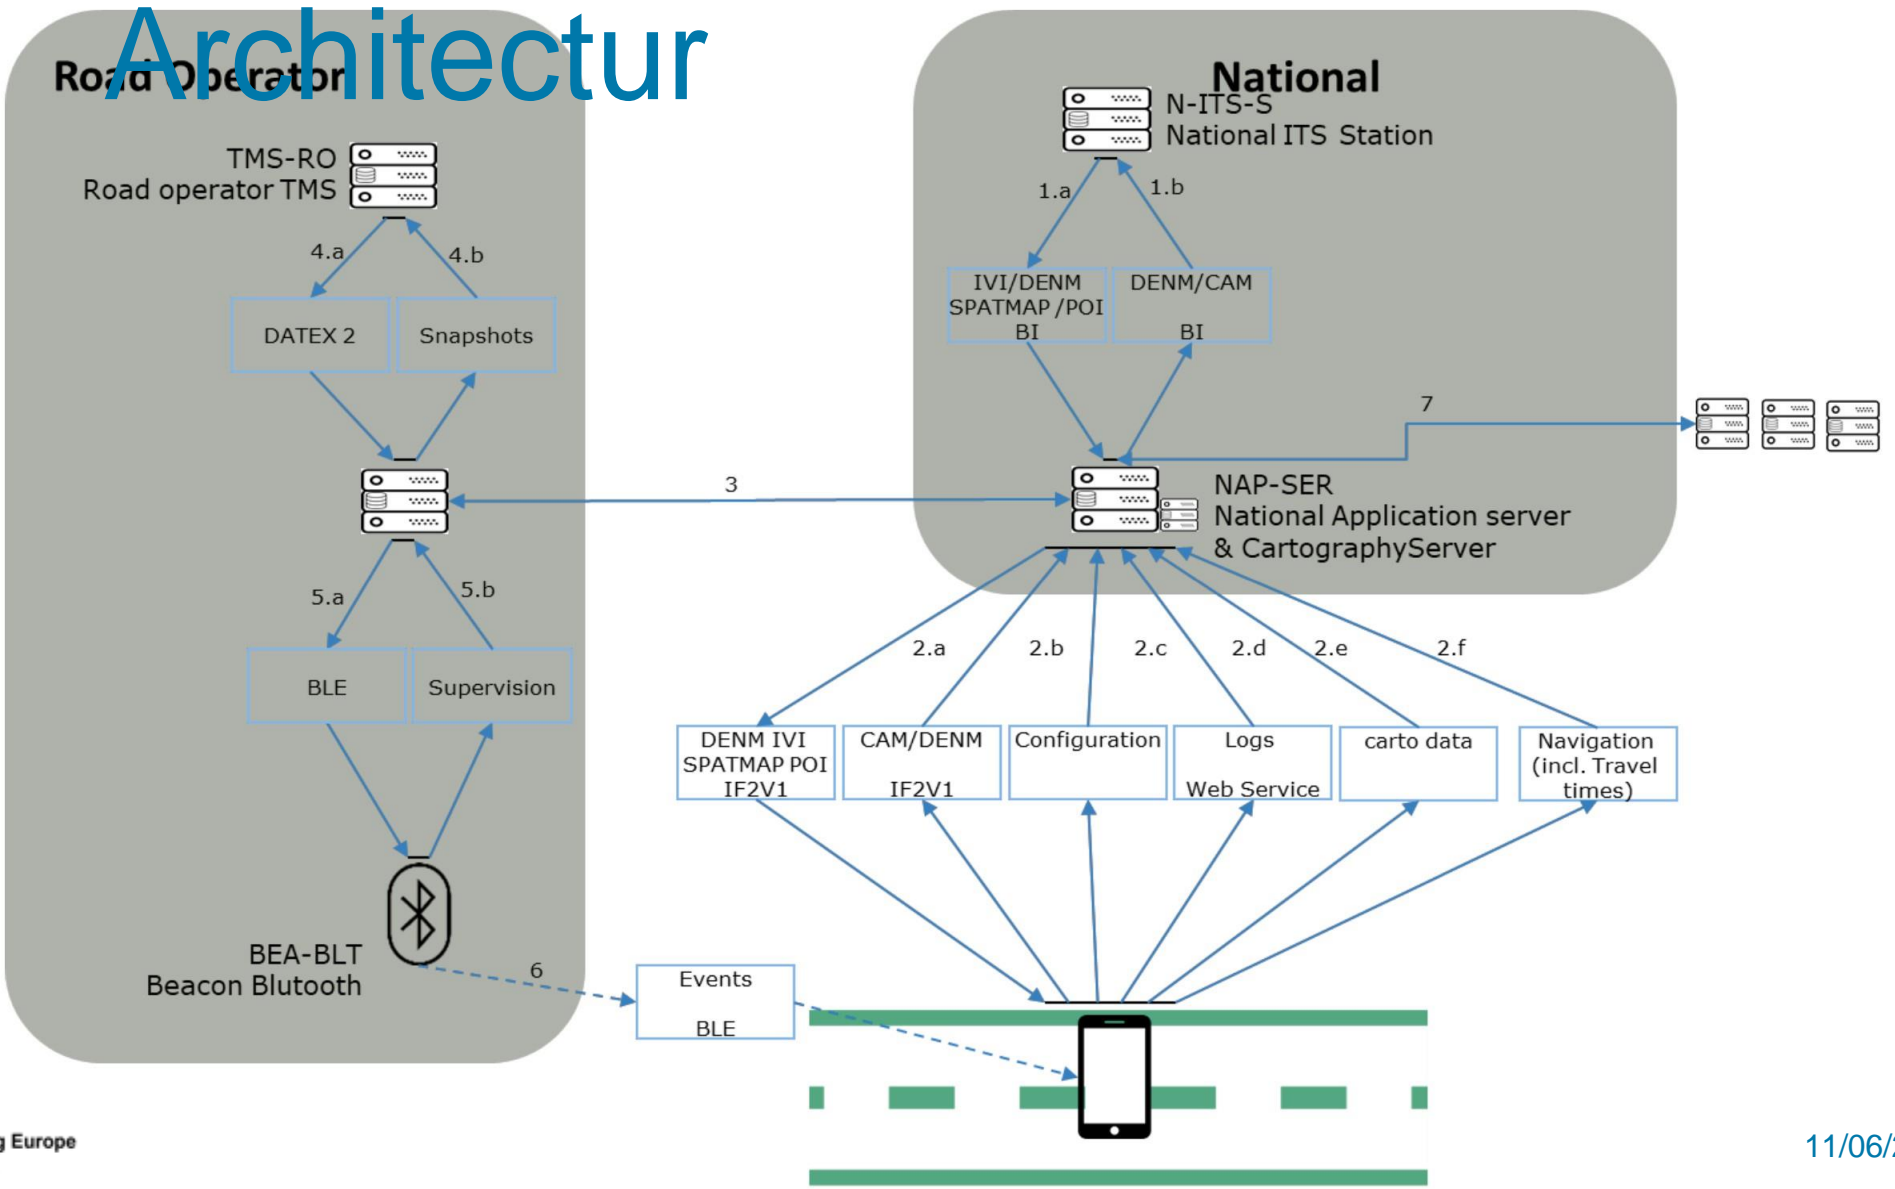 Architectur
Road Operator
National
N-ITS-S
National ITS Station
TMS-RO
Road operator TMS
1.a
1.b
4.a
4.b
IVI/DENM
SPATMAP /POI
BI
DENM/CAM
BI
DATEX 2
Snapshots
7
3
NAP-SER
National Application server
& CartographyServer
5.a
5.b
2.a
2.b
2.c
2.d
2.e
2.f
BLE
Supervision
DENM IVI
SPATMAP POI
IF2V1
CAM/DENM
IF2V1
Configuration
Logs
Web Service
carto data
Navigation
(incl. Travel
times)
BEA-BLT
Beacon Blutooth
6
Events
BLE
g Europe
11/06/